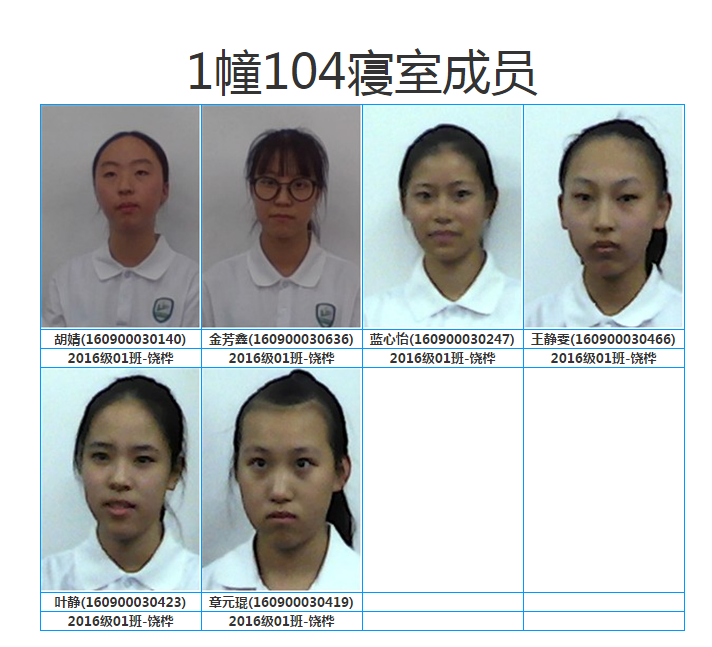 1幢104寝室成员
胡婧(160900030140) 金芳鑫(160900030636) 蓝心怡(160900030247) 王静雯(160900030466)
2016级01班-饶桦 2016级01班-饶桦 2016级01班-饶桦 2016级01班-饶桦
叶静(160900030423) 章元琨(160900030419)
2016级01班-饶桦 2016级01班-饶桦